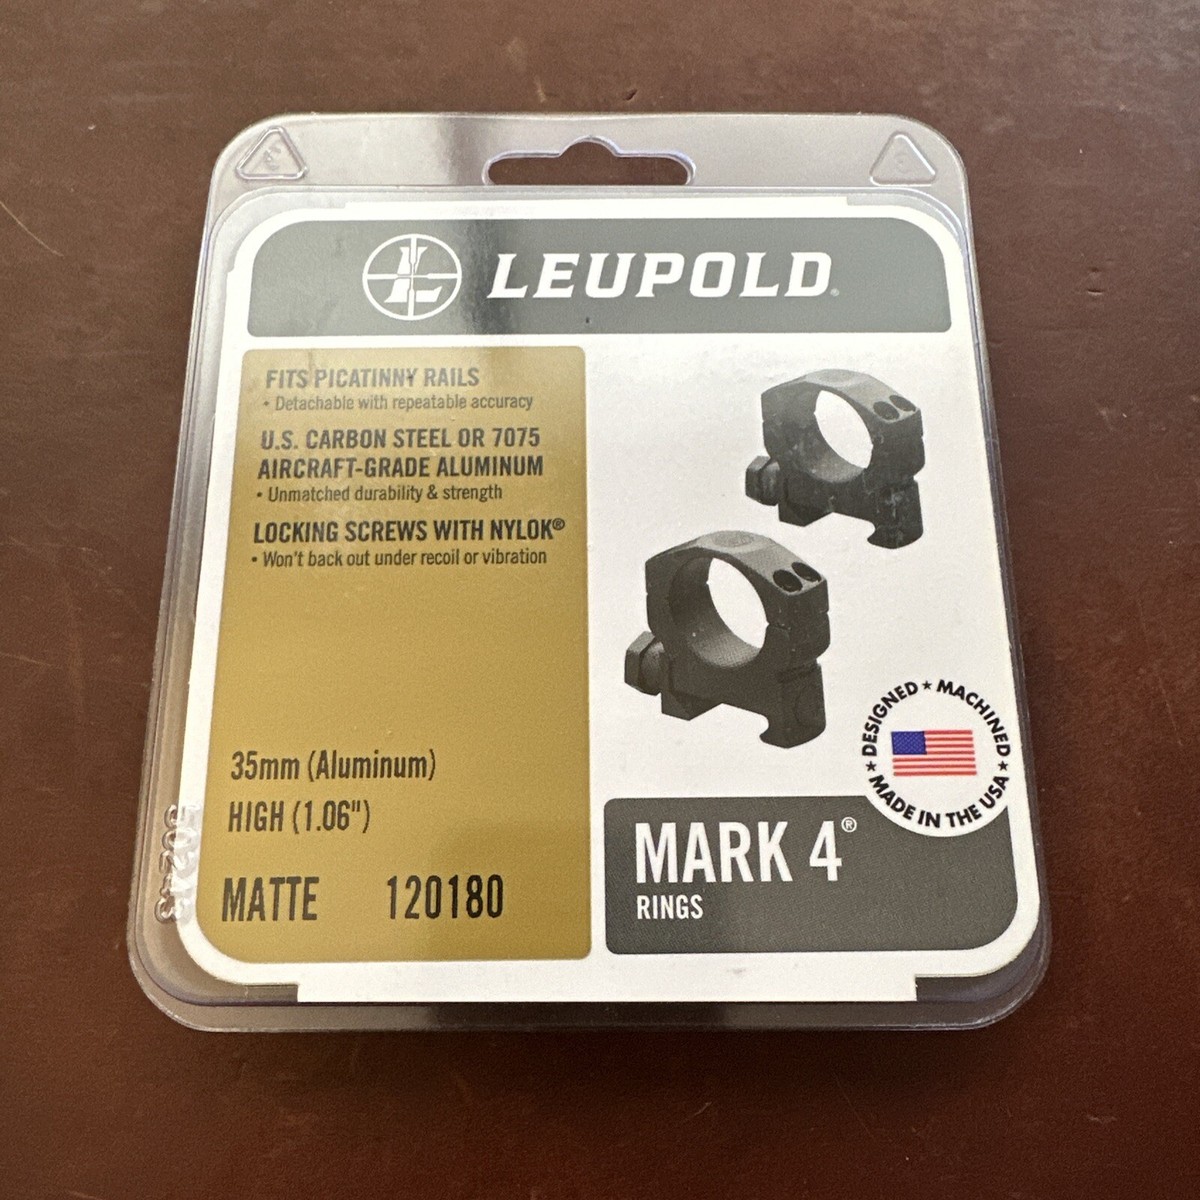 LEUPOLD®
FITS PICATINNY RAILS
• Detachable with repeatable accuracy
U.S. CARBON STEEL OR 7075
AIRCRAFT-GRADE ALUMINUM
• Unmatched durability & strength
LOCKING SCREWS WITH NYLOK®
• Won't back out under recoil or vibration
35mm (Aluminum)
HIGH (1.06")
MATTE 120180
DESIGNED ★ MACHINED ★ MADE IN THE USA ★
MARK 4®
RINGS